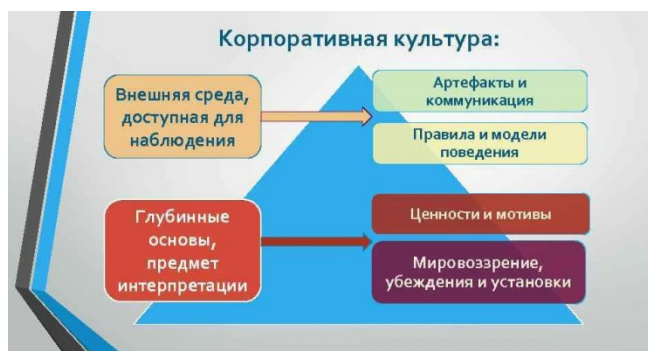 Корпоративная культура:
Внешняя среда,
доступная для
наблюдения
Артефакты и
коммуникация
Правила и модели
поведения
Глубинные
основы,
предмет
интерпретации
Ценности и мотивы
Мировоззрение,
убеждения и установки